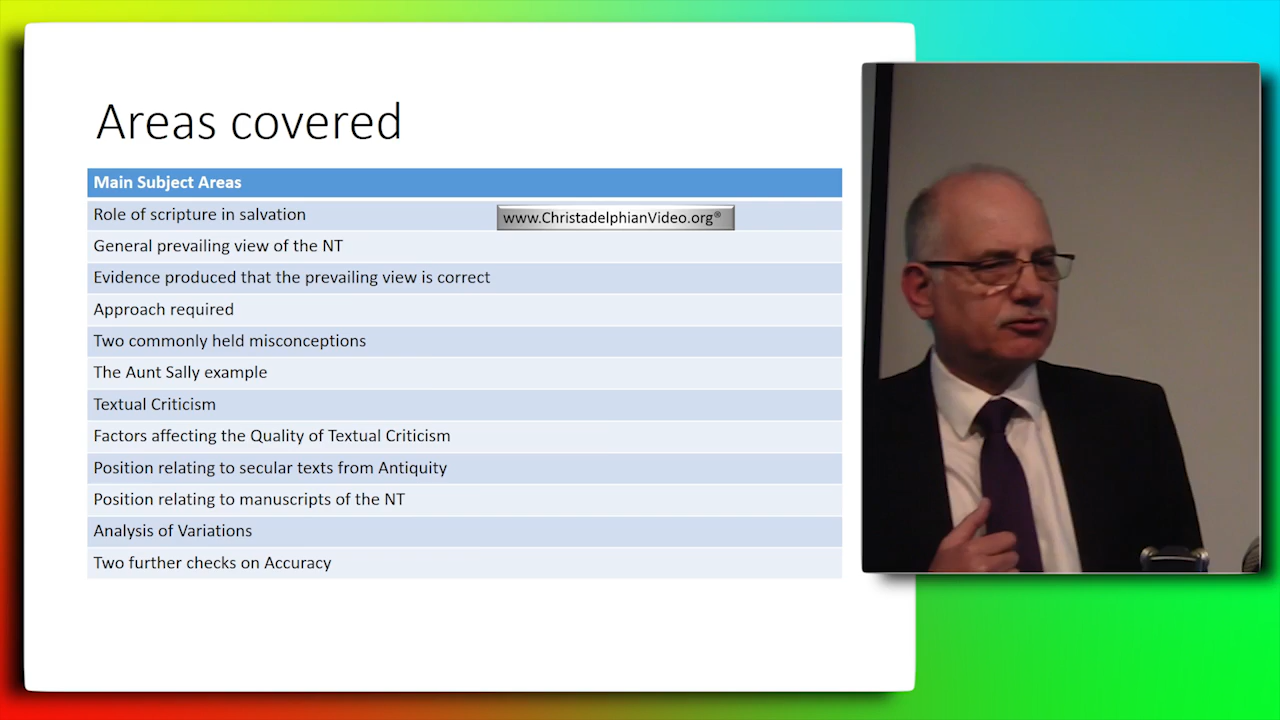 Areas covered
Main Subject Areas
Role of scripture in salvation
www.ChristadelphianVideo.org®
General prevailing view of the NT
Evidence produced that the prevailing view is correct
Approach required
Two commonly held misconceptions
The Aunt Sally example
Textual Criticism
Factors affecting the Quality of Textual Criticism
Position relating to secular texts from Antiquity
Position relating to manuscripts of the NT
Analysis of Variations
Two further checks on Accuracy